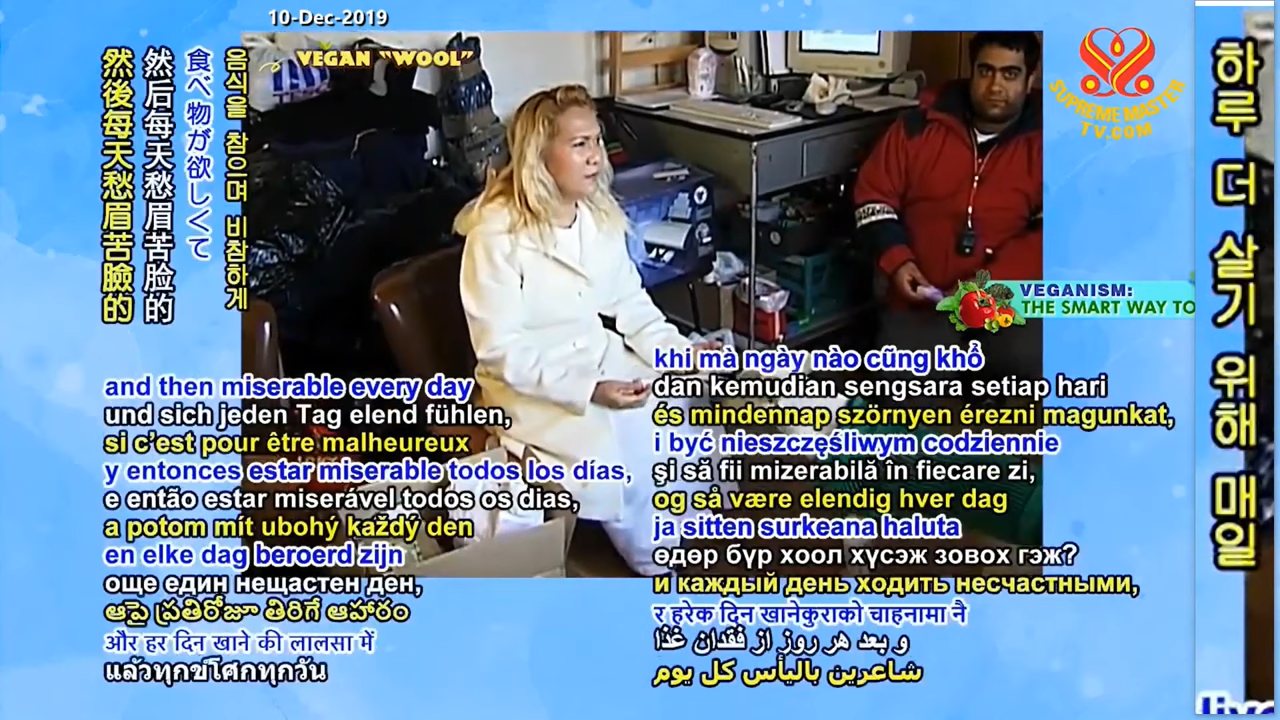 10-Dec-2019
VEGAN “WOOL”
SUPREME MASTER
TV.COM
VEGANISM:
THE SMART WAY TO
음식을 참으며 비참하게
食べ物が欲しくて
然后每天愁眉苦脸的
然後每天愁眉苦臉的
하루 더 살기 위해 매일
and then miserable every day
und sich jeden Tag elend fühlen,
si c’est pour être malheureux
y entonces estar miserable todos los días,
e então estar miserável todos os dias,
a potom mít ubohý každý den
en elke dag beroerd zijn
още един нещастен ден,
ఆపై ప్రతిరోజూ తిరిగే ఆహారం
और हर दिन खाने की लालसा में
แล้วทุกข์โศกทุกวัน
khi mà ngày nào cũng khổ
dan kemudian sengsara setiap hari
és mindennap szörnyen érezni magunkat,
i być nieszczęśliwym codziennie
şi să fii mizerabilă în fiecare zi,
og så være elendig hver dag
ja sitten surkeana haluta
өдөр бүр хоол хүсэж зовох гэж?
и каждый день ходить несчастными,
र हरेक दिन खानेकुराको चाहनामा नै
و بعد هر روز از فقدان غذا
شاعرين باليأس كل يوم